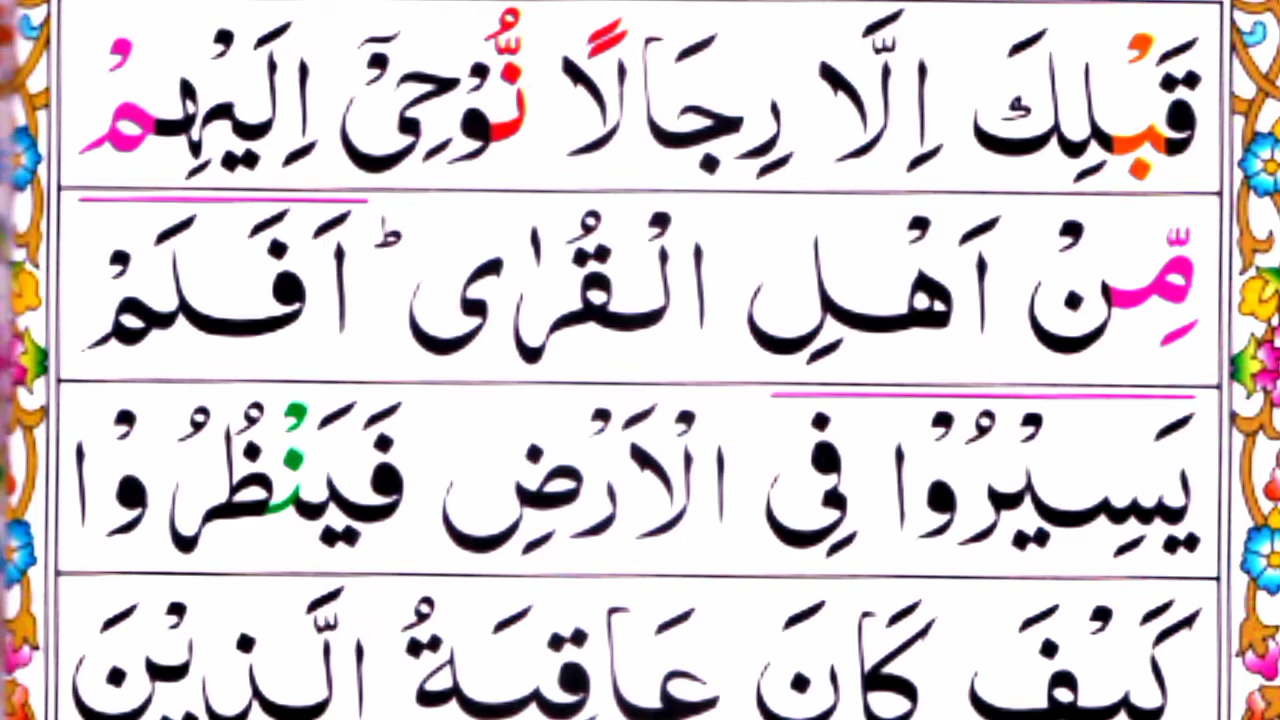 قَبْلِكَ اِلَّا رِجَالًا نُّوْحِیْۤ اِلَیْهِمْ
مِّنْ اَهْلِ الْقُرٰی ؕ اَفَلَمْ
یَسِیْرُوْا فِی الْاَرْضِ فَیَنْظُرُوْا
كَیْفَ كَانَ عَاقِبَةُ الَّذِیْنَ